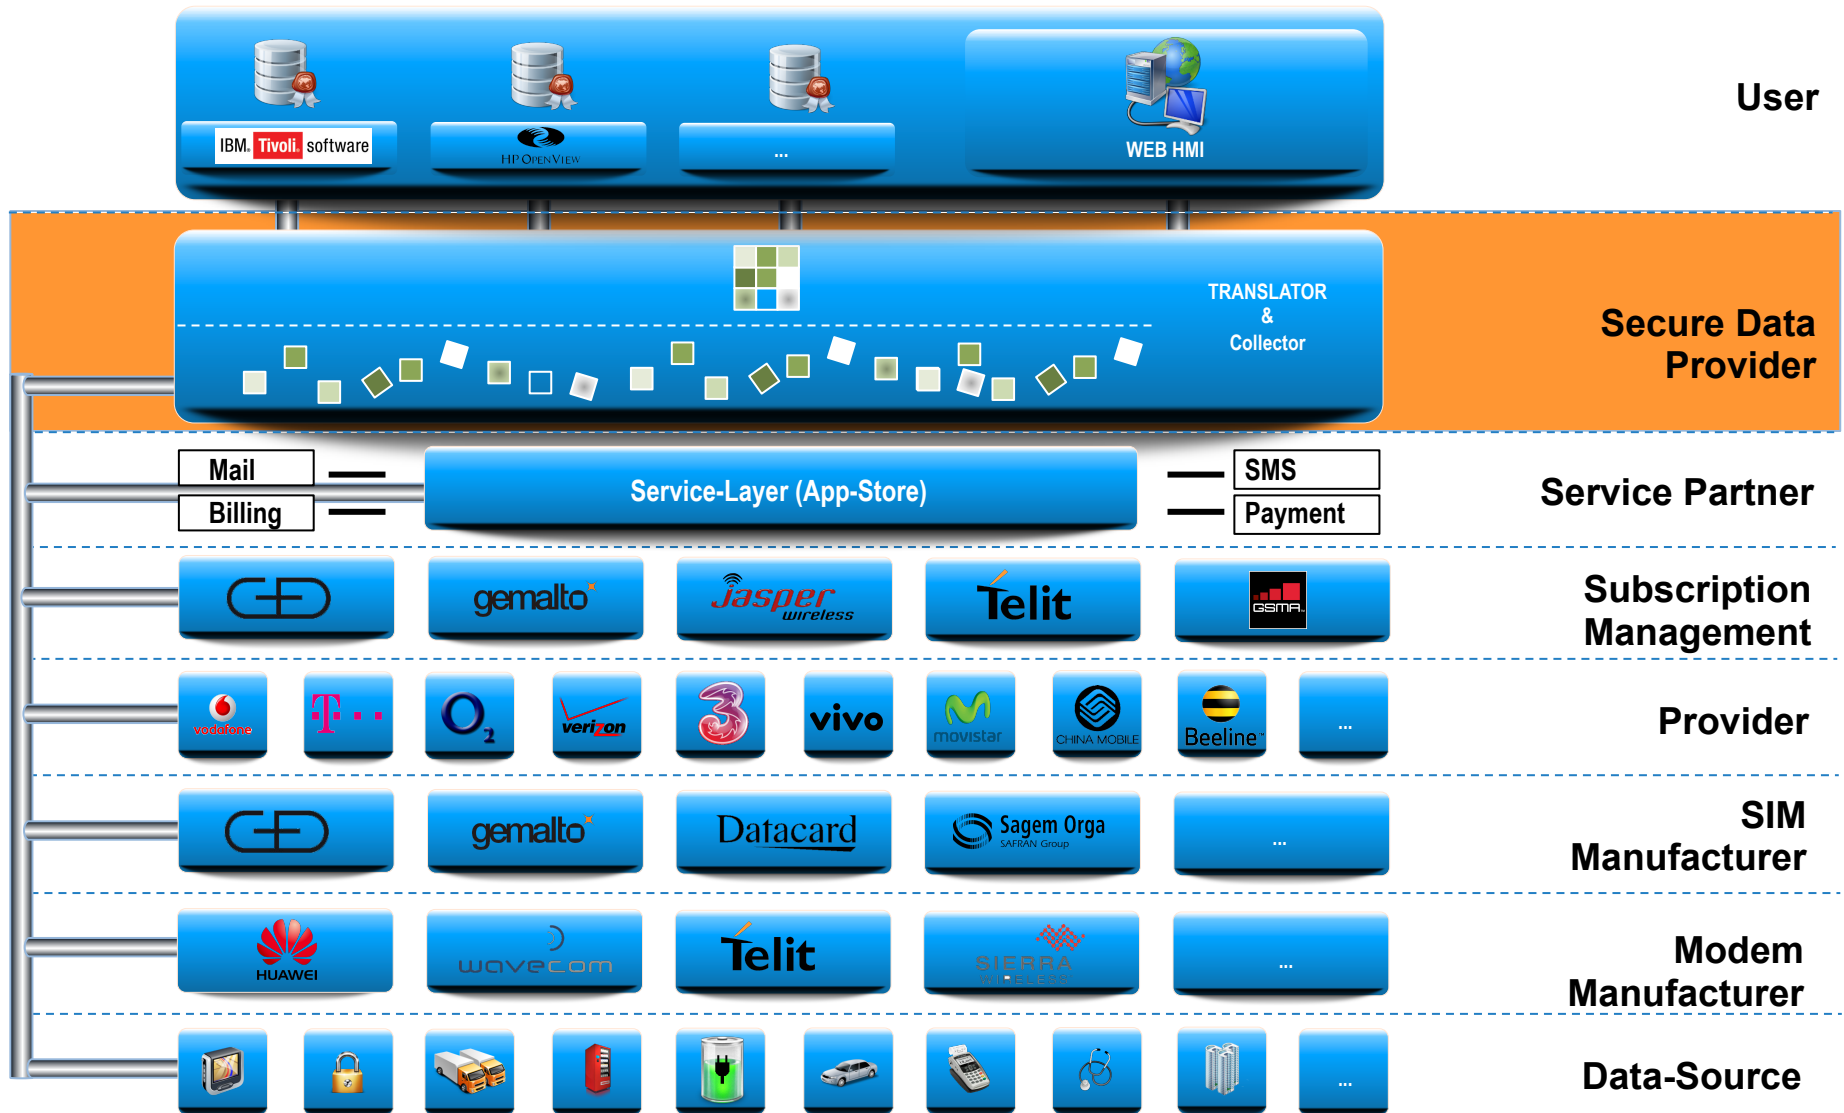 IBM. Tivoli. software
HP OPENVIEW
...
WEB HMI
User
TRANSLATOR
&
Collector
Secure Data
Provider
Mail
Billing
Service-Layer (App-Store)
SMS
Payment
Service Partner
gemalto
jasper
wireless
Telit
GSMA
Subscription
Management
vodafone
T
O2
verizon
3
vivo
movistar
CHINA MOBILE
Beeline
...
Provider
gemalto
Datacard
Sagem Orga
SAFRAN Group
...
SIM
Manufacturer
HUAWEI
wavecom
Telit
SIERRA
WIRELESS
...
Modem
Manufacturer
...
Data-Source